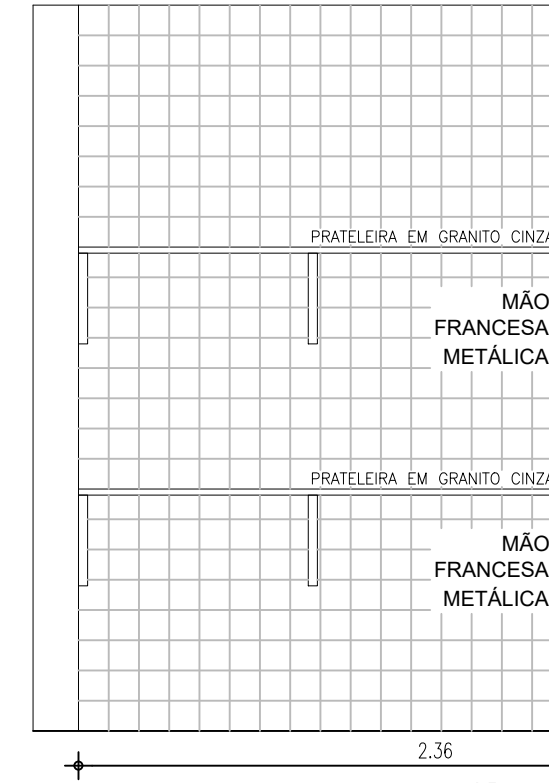 PRATELEIRA EM GRANITO CINZA
MÃO
FRANCESA
METÁLICA
PRATELEIRA EM GRANITO CINZA
MÃO
FRANCESA
METÁLICA
2.36